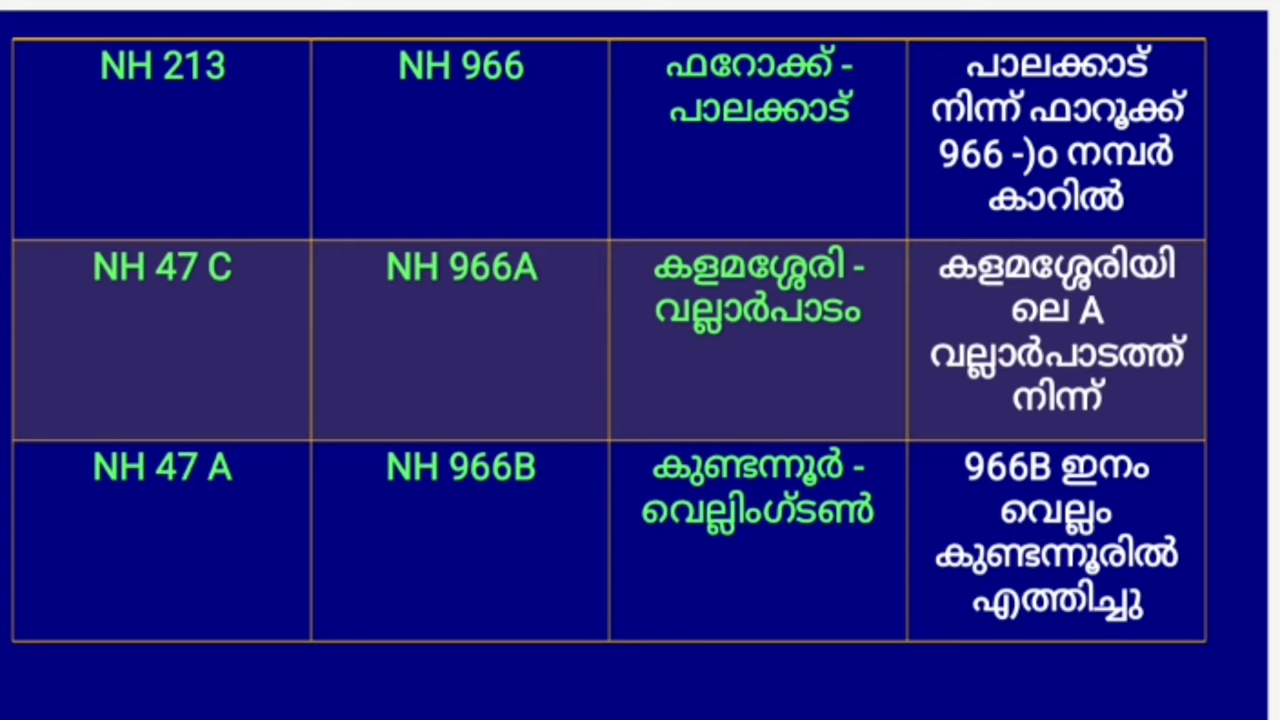 NH 213
NH 966
ഫറോക്ക് -
പാലക്കാട്
പാലക്കാട്
നിന്ന് ഫാറൂക്ക്
966 -)o നമ്പർ
കാറിൽ
NH 47 C
NH 966A
കളമശ്ശേരി -
വല്ലാർപാടം
കളമശ്ശേരിയി
ലെ A
വല്ലാർപാടത്ത്
നിന്ന്
NH 47 A
NH 966B
കുണ്ടന്നൂർ -
വെല്ലിംഗ്ടൺ
966B ഇനം
വെല്ലം
കുണ്ടന്നൂരിൽ
എത്തിച്ചു